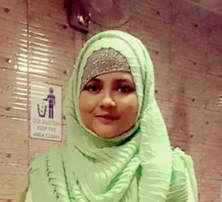 USE DUSTBIN
KEEP THE
AREA CLEAN